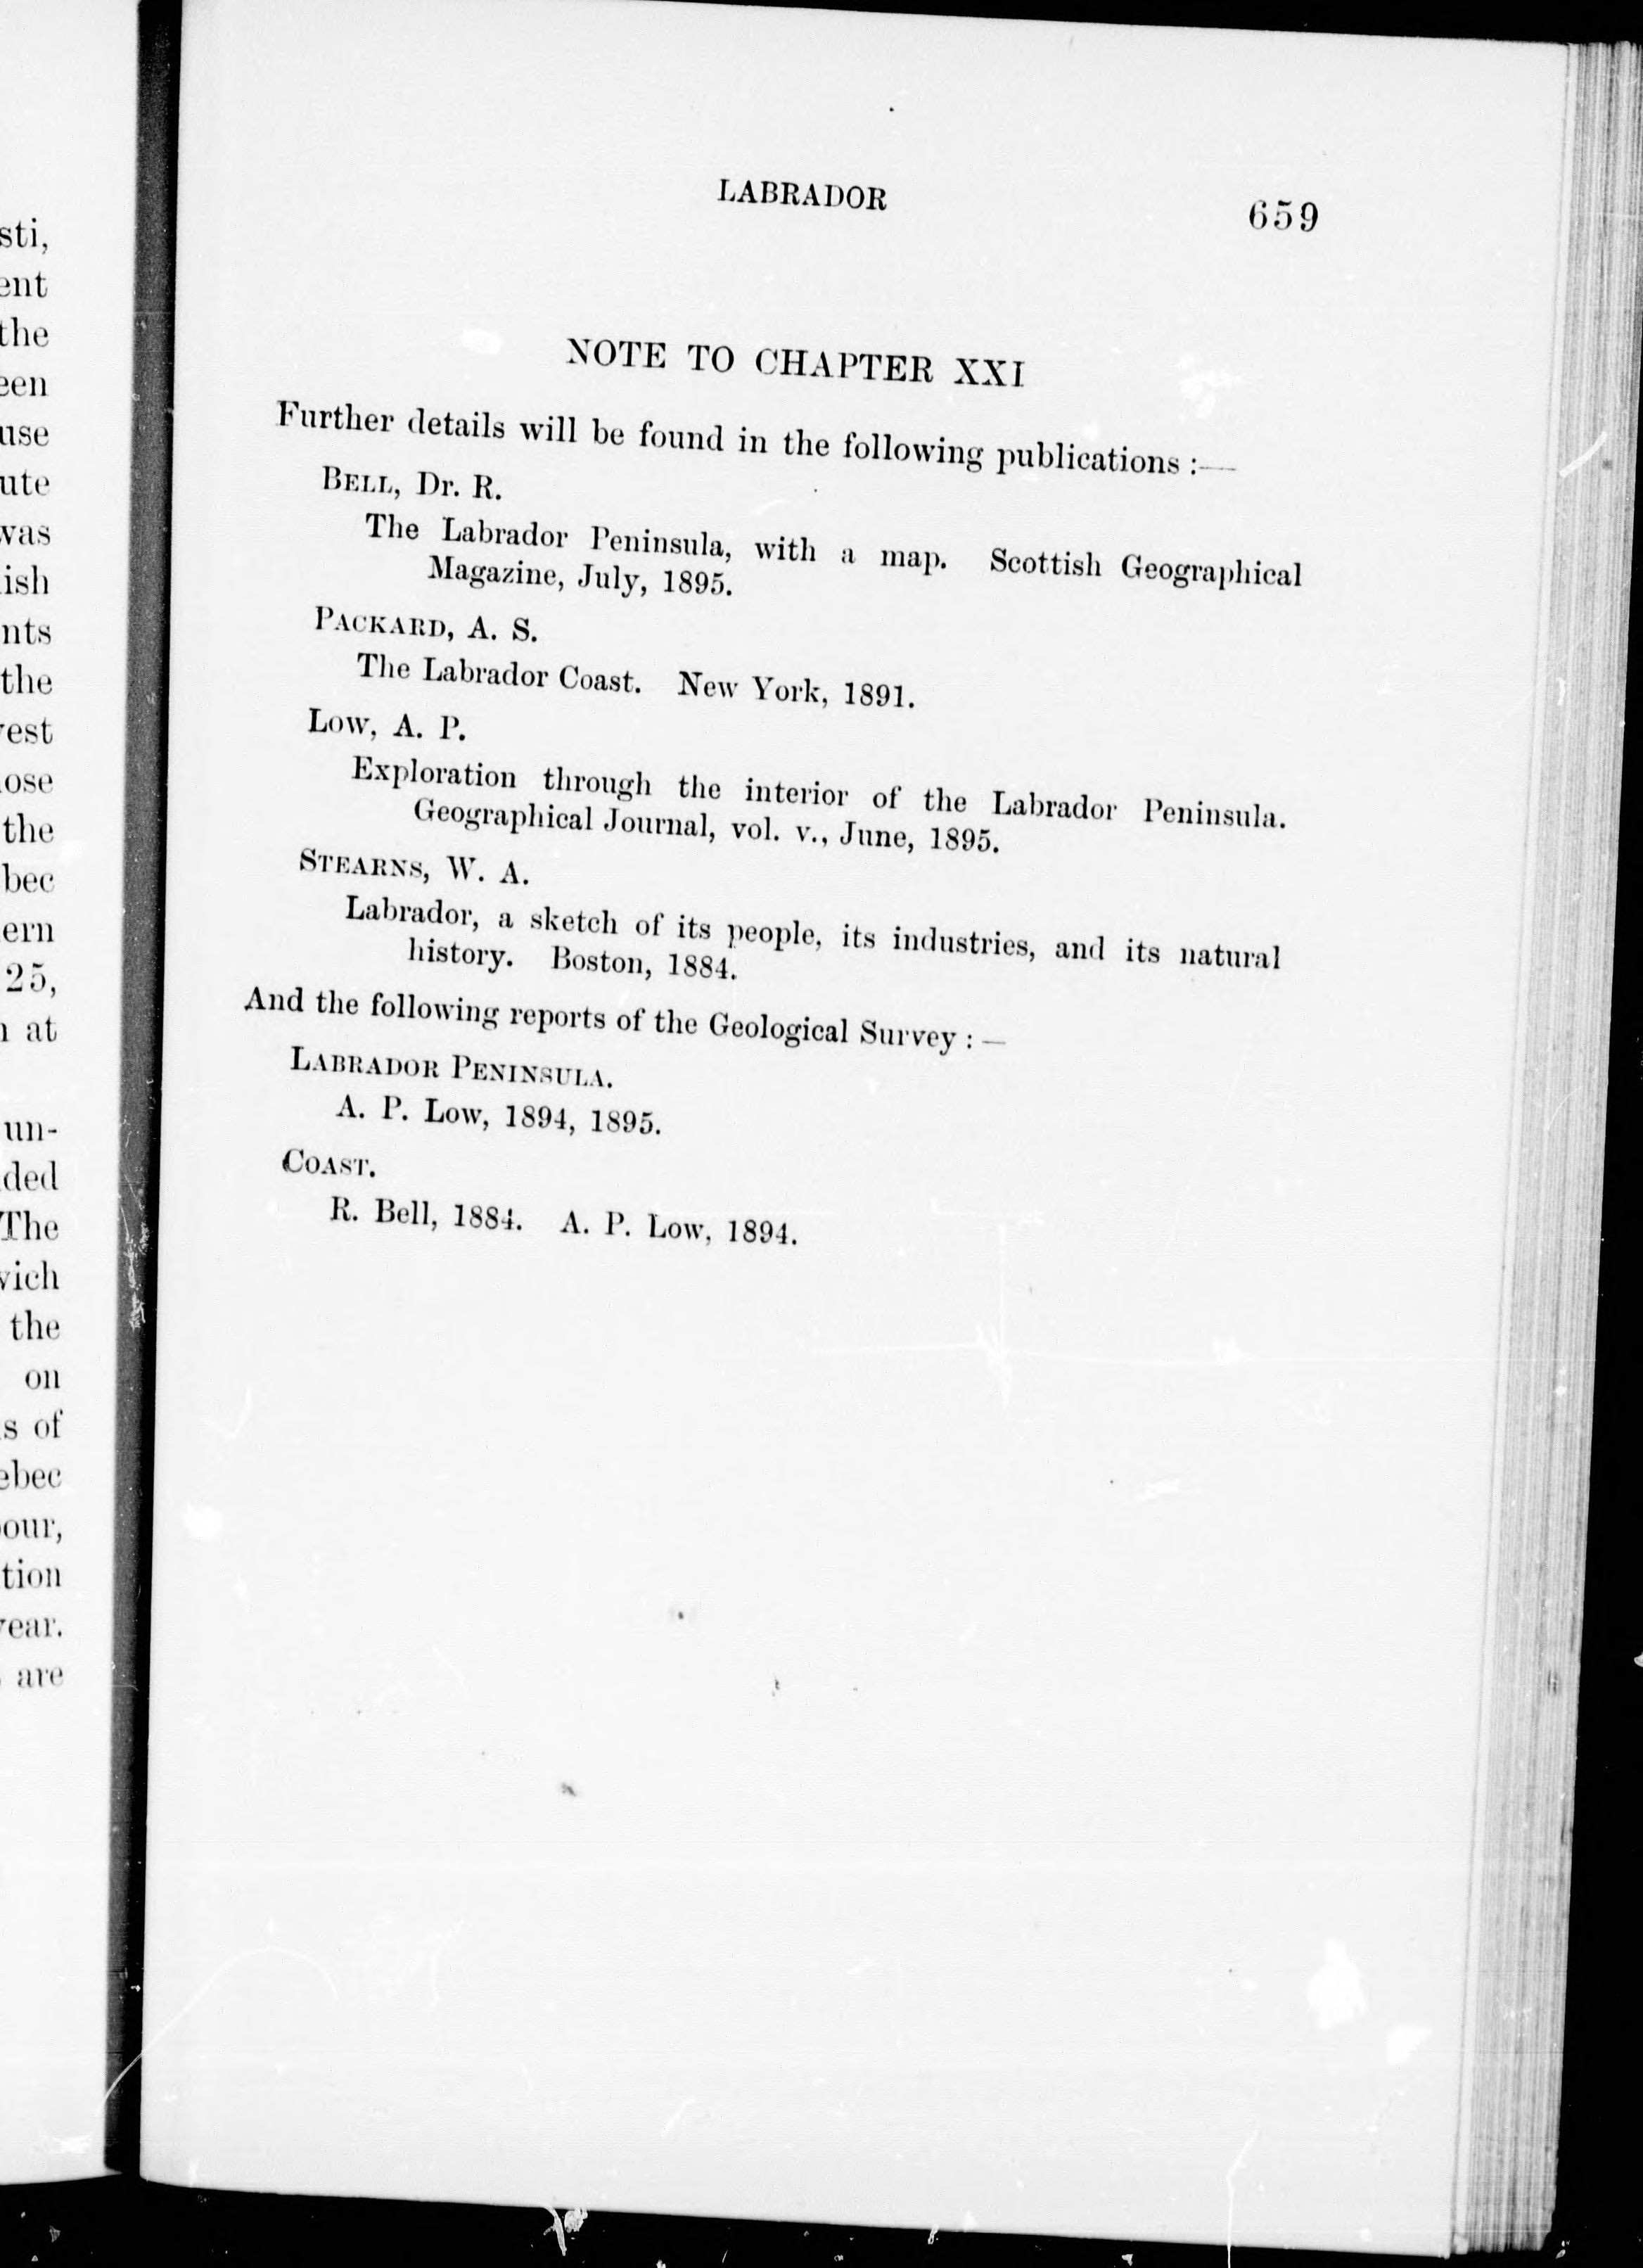 LABRADOR 659
NOTE TO CHAPTER XXI
Further details will be found in the following publications :—
BELL, Dr. R.
The Labrador Peninsula, with a map. Scottish Geographical
Magazine, July, 1895.
PACKARD, A. S.
The Labrador Coast. New York, 1891.
LOW, A. P.
Exploration through the interior of the Labrador Peninsula.
Geographical Journal, vol. v., June, 1895.
STEARNS, W. A.
Labrador, a sketch of its people, its industries, and its natural
history. Boston, 1884.
And the following reports of the Geological Survey :—
LABRADOR PENINSULA.
A. P. Low, 1894, 1895.
COAST.
R. Bell, 1884. A. P. Low, 1894.